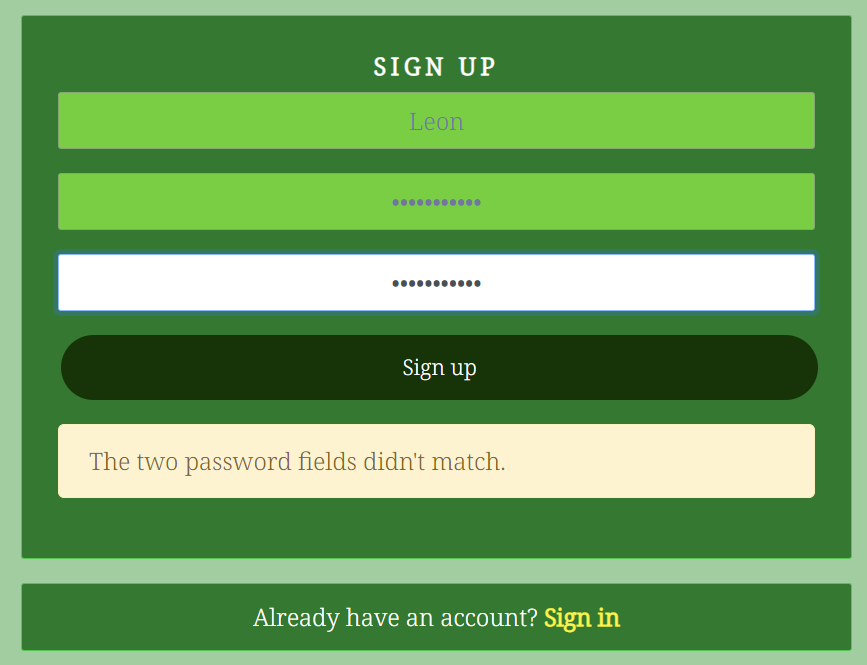 SIGN UP
Leon
•••••••••••
•••••••••••
Sign up
The two password fields didn't match.
Already have an account? Sign in